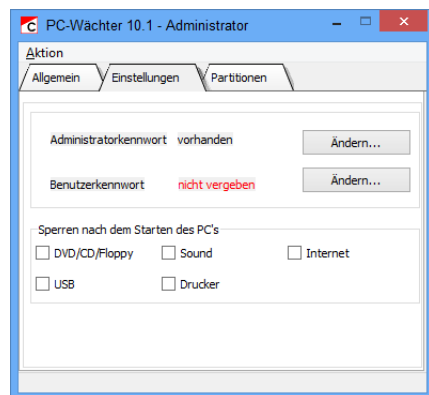 PC-Wächter 10.1 - Administrator
Aktion
Allgemein Einstellungen Partitionen
Administratorkennwort vorhanden Ändern...
Benutzerkennwort nicht vergeben Ändern...
Sperren nach dem Starten des PC's
DVD/CD/Floppy Sound Internet
USB Drucker